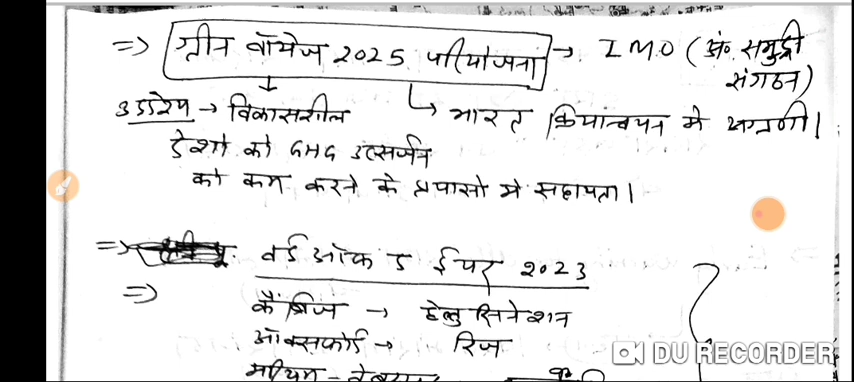 => ग्रीन वॉयेज 2025 परियोजना → IMO (अं. समुद्री
संगठन)
उद्देश्य → विकासशील ↳ भारत क्रियान्वयन मे अग्रणी।
देशो को GHG उत्सर्जन
को कम करने के प्रयासो मे सहायता।
=> वर्ड ऑफ द ईयर 2023
=>
कैंब्रिज → हेलुसिनेशन
ऑक्सफोर्ड → रिज
DU RECORDER